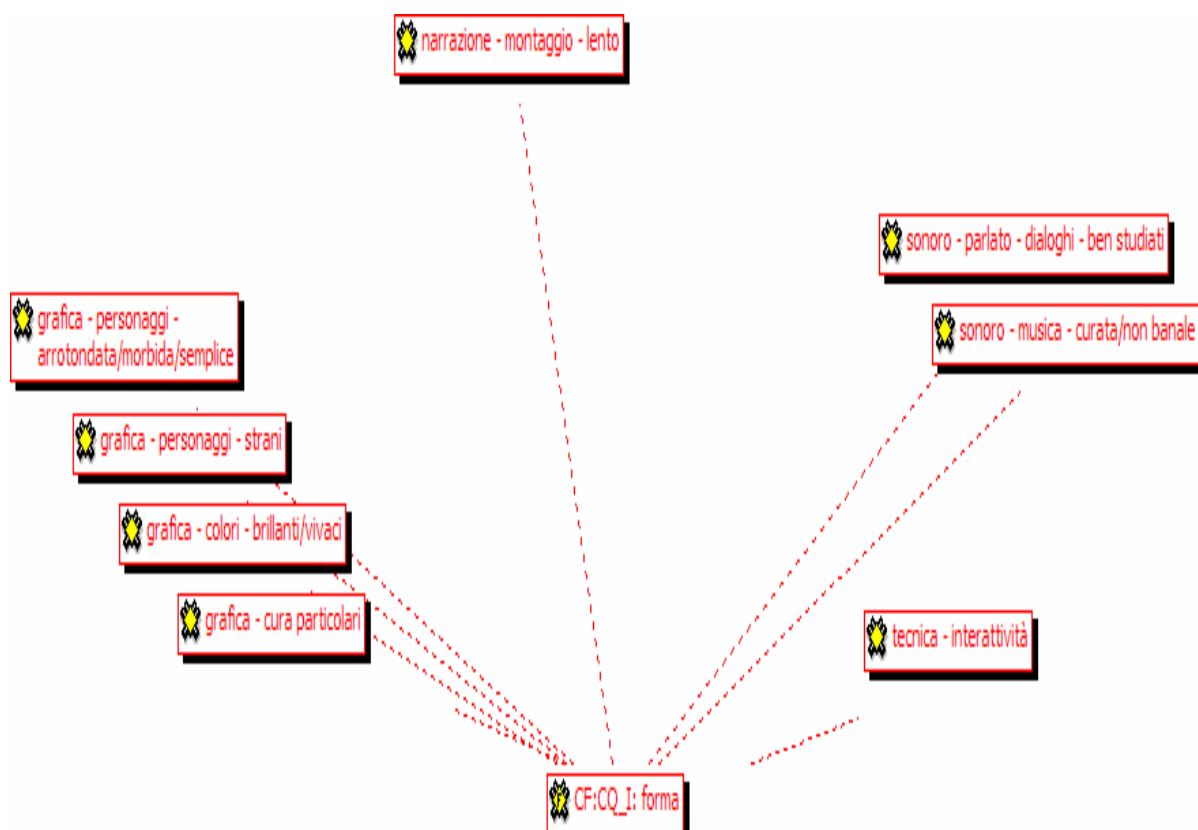 narrazione - montaggio - lento
sonoro - parlato - dialoghi - ben studiati
grafica - personaggi -
arrotondata/morbida/semplice
sonoro - musica - curata/non banale
grafica - personaggi - strani
grafica - colori - brillanti/vivaci
grafica - cura particolari
tecnica - interattività
CF:CQ_I: forma